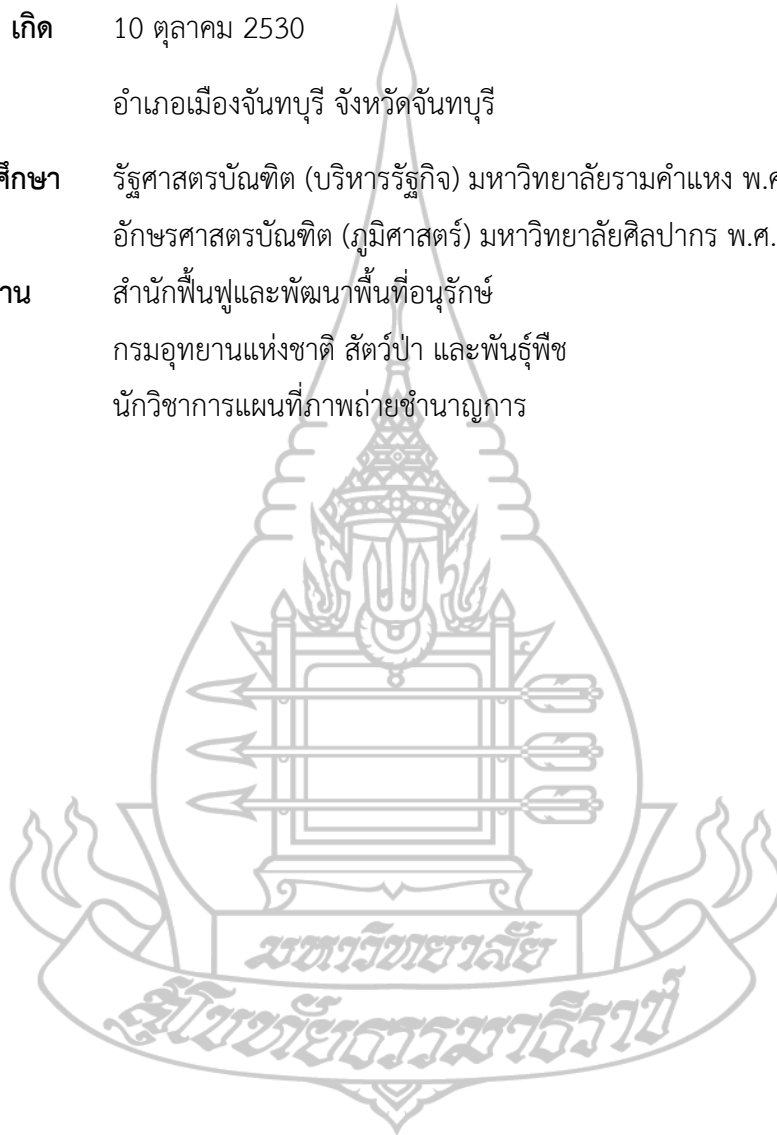 เกิด 10 ตุลาคม 2530
อำเภอเมืองจันทบุรี จังหวัดจันทบุรี
ศึกษา รัฐศาสตรบัณฑิต (บริหารรัฐกิจ) มหาวิทยาลัยรามคำแหง พ.ศ
อักษรศาสตรบัณฑิต (ภูมิศาสตร์) มหาวิทยาลัยศิลปากร พ.ศ.
าน สำนักฟื้นฟูและพัฒนาพื้นที่อนุรักษ์
กรมอุทยานแห่งชาติ สัตว์ป่า และพันธุ์พืช
นักวิชาการแผนที่ภาพถ่ายชำนาญการ
มหาวิทยาลัย
สุโขทัยธรรมาธิราช